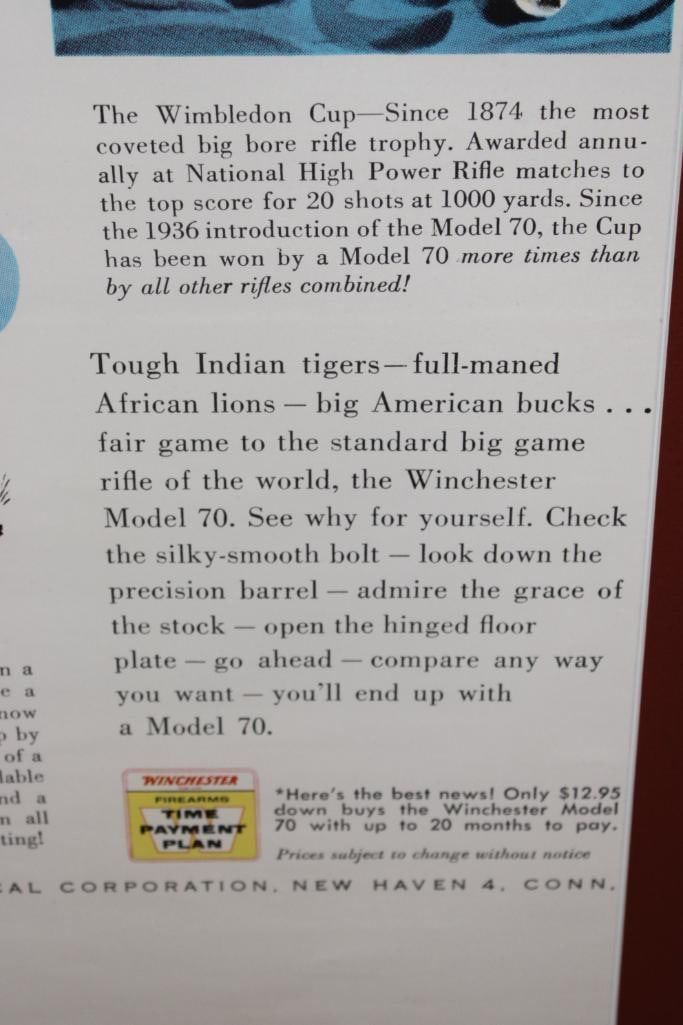 The Wimbledon Cup—Since 1874 the most
coveted big bore rifle trophy. Awarded annu-
ally at National High Power Rifle matches to
the top score for 20 shots at 1000 yards. Since
the 1936 introduction of the Model 70, the Cup
has been won by a Model 70 more times than
by all other rifles combined!
Tough Indian tigers—full-maned
African lions — big American bucks . . .
fair game to the standard big game
rifle of the world, the Winchester
Model 70. See why for yourself. Check
the silky-smooth bolt — look down the
precision barrel — admire the grace of
the stock — open the hinged floor
plate — go ahead — compare any way
you want — you'll end up with
a Model 70.
n a
e a
now
by
of a
lable
nd a
n all
ting!
WINCHESTER
FIREARMS
TIME
PAYMENT
PLAN
*Here's the best news! Only $12.95
down buys the Winchester Model
70 with up to 20 months to pay.
Prices subject to change without notice
CAL CORPORATION, NEW HAVEN 4, CONN.